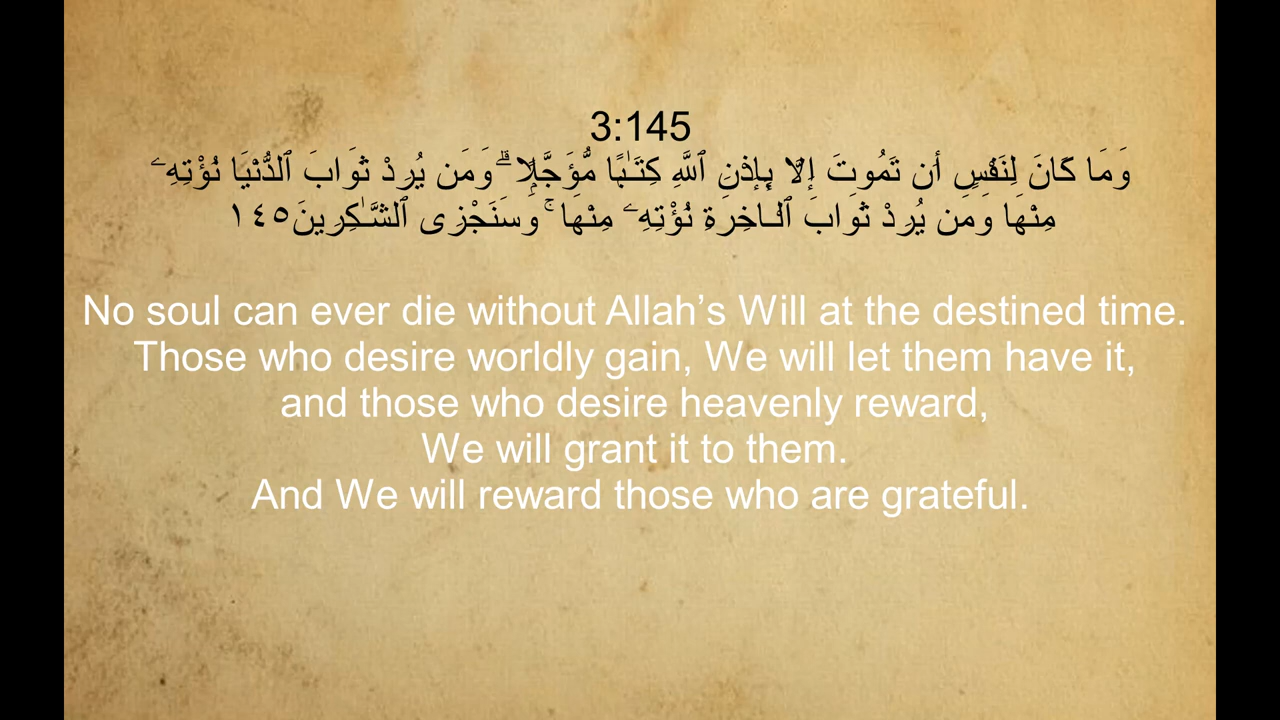 3:145
وَمَا كَانَ لِنَفْسٍ أَن تَمُوتَ إِلَّا بِإِذْنِ ٱللَّهِ كِتَـٰبًا مُّؤَجَّلًا ۗ وَمَن يُرِدْ ثَوَابَ ٱلدُّنْيَا نُؤْتِهِۦ
مِنْهَا وَمَن يُرِدْ ثَوَابَ ٱلْـَٔاخِرَةِ نُؤْتِهِۦ مِنْهَا ۚ وَسَنَجْزِى ٱلشَّـٰكِرِينَ ١٤٥
No soul can ever die without Allah’s Will at the destined time.
Those who desire worldly gain, We will let them have it,
and those who desire heavenly reward,
We will grant it to them.
And We will reward those who are grateful.